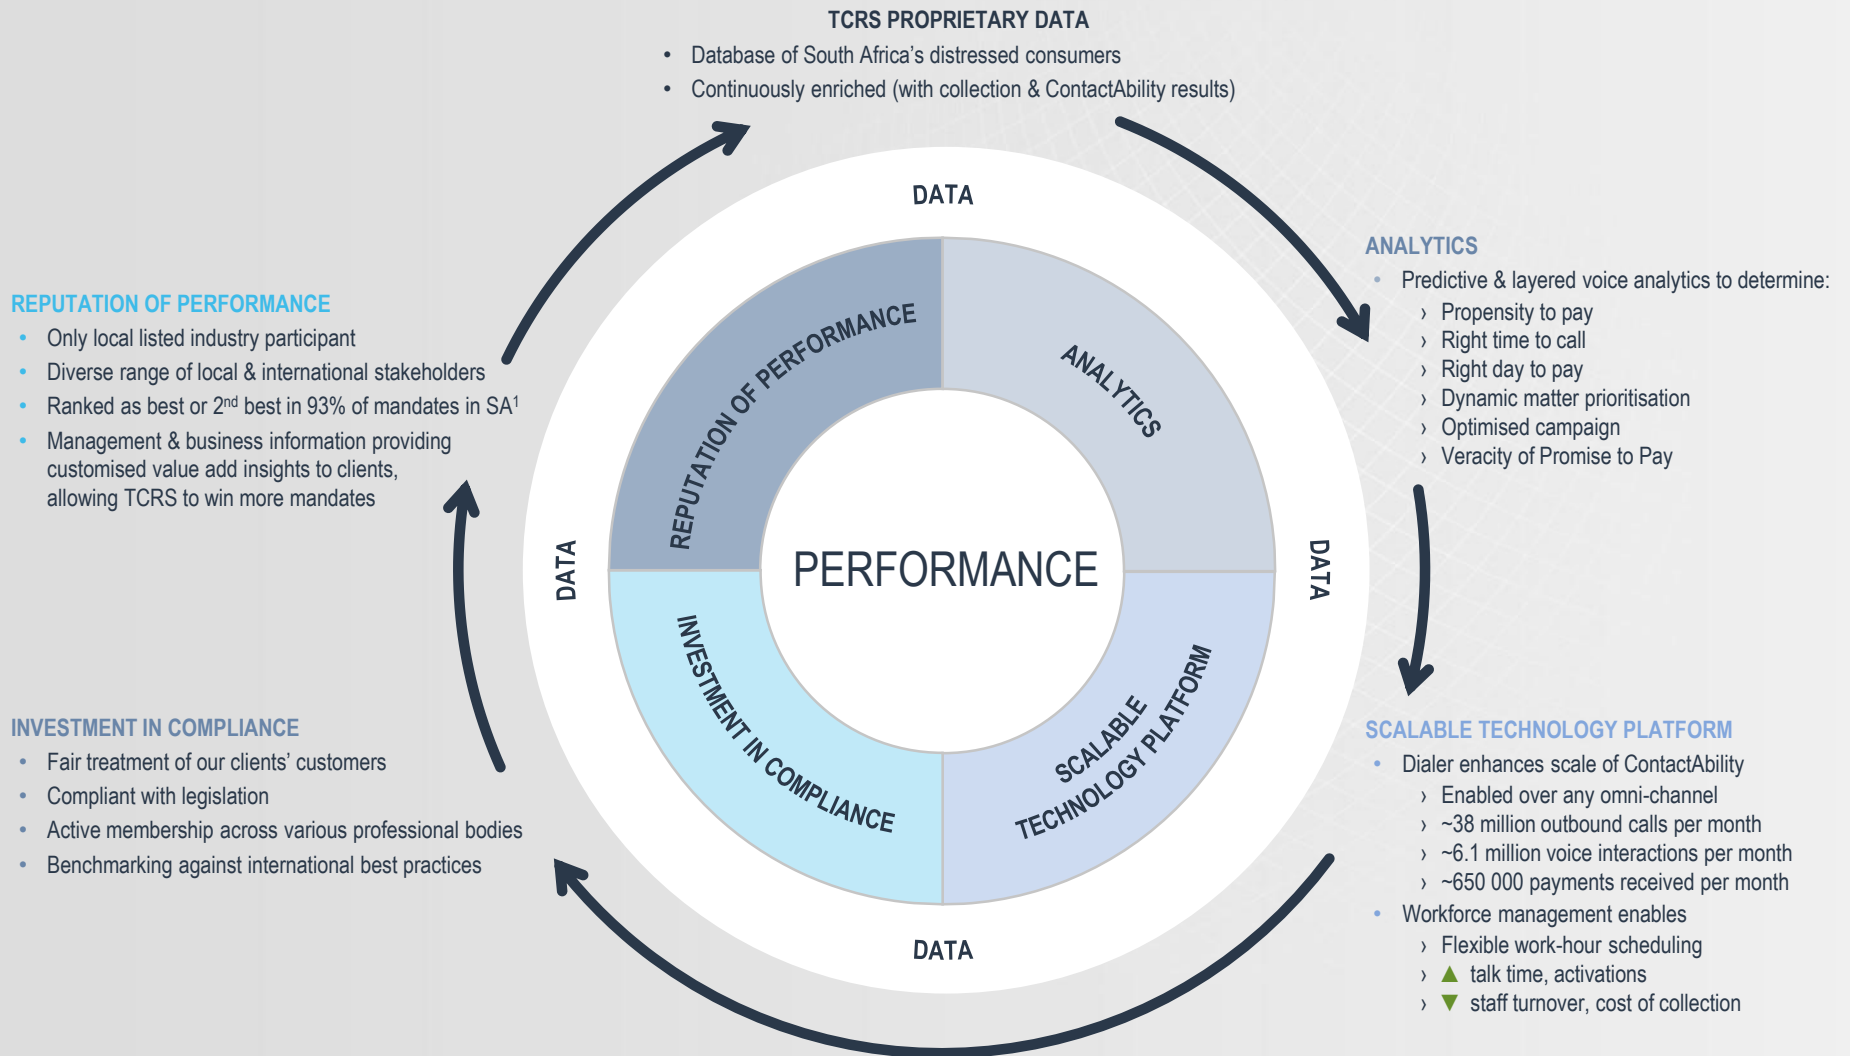 TCRS PROPRIETARY DATA
• Database of South Africa’s distressed consumers
• Continuously enriched (with collection & ContactAbility results)
ANALYTICS
• Predictive & layered voice analytics to determine:
› Propensity to pay
› Right time to call
› Right day to pay
› Dynamic matter prioritisation
› Optimised campaign
› Veracity of Promise to Pay
SCALABLE TECHNOLOGY PLATFORM
• Dialer enhances scale of ContactAbility
› Enabled over any omni-channel
› ~38 million outbound calls per month
› ~6.1 million voice interactions per month
› ~650 000 payments received per month
• Workforce management enables
› Flexible work-hour scheduling
› ▲ talk time, activations
› ▼ staff turnover, cost of collection
INVESTMENT IN COMPLIANCE
• Fair treatment of our clients’ customers
• Compliant with legislation
• Active membership across various professional bodies
• Benchmarking against international best practices
REPUTATION OF PERFORMANCE
• Only local listed industry participant
• Diverse range of local & international stakeholders
• Ranked as best or 2nd best in 93% of mandates in SA1
• Management & business information providing
customised value add insights to clients,
allowing TCRS to win more mandates
DATA
DATA
DATA
DATA
REPUTATION OF PERFORMANCE
ANALYTICS
SCALABLE
TECHNOLOGY PLATFORM
INVESTMENT IN COMPLIANCE
PERFORMANCE